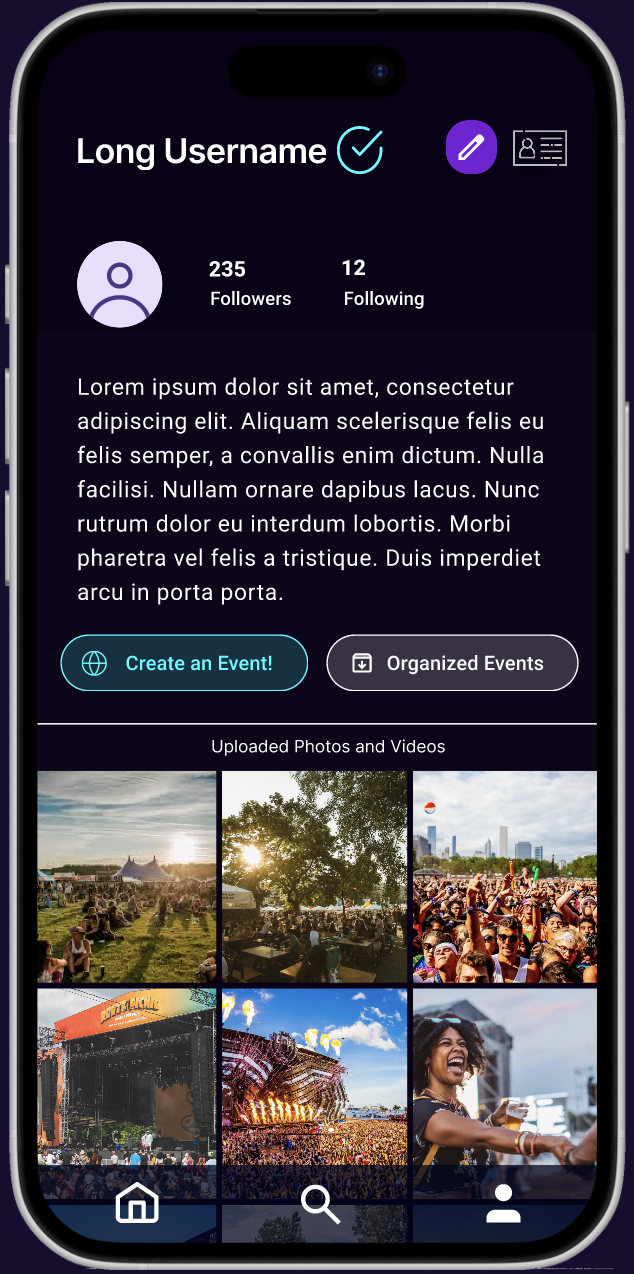 Long Username
235
12
Followers
Following
Lorem ipsum dolor sit amet, consectetur
adipiscing elit. Aliquam scelerisque felis eu
felis semper, a convallis enim dictum. Nulla
facilisi. Nullam ornare dapibus lacus. Nunc
rutrum dolor eu interdum lobortis. Morbi
pharetra vel felis a tristique. Duis imperdiet
arcu in porta porta.
Create an Event!
Organized Events
Uploaded Photos and Videos
ROOTS PICNIC